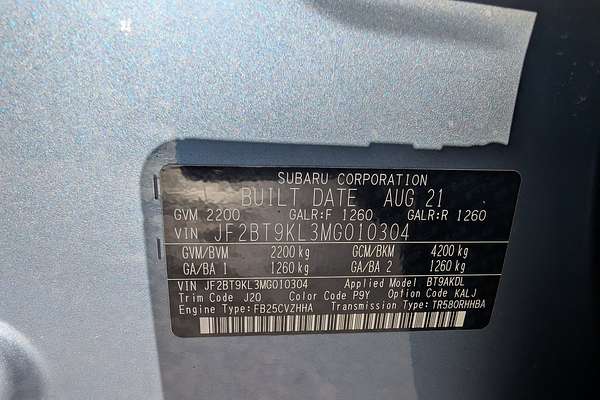 SUBARU CORPORATION
BUILT DATE AUG 21
GVM 2200 GALR:F 1260 GALR:R 1260
VIN JF2BT9KL3MG010304
GVM/BVM 2200 kg GCM/BKM 4200 kg
GA/BA 1 1260 kg GA/BA 2 1260 kg
VIN JF2BT9KL3MG010304 Applied Model BT9AKDL
Trim Code J20 Color Code P9Y Option Code KALJ
Engine Type: FB25CVZHHA Transmission Type: TR580RHHBA